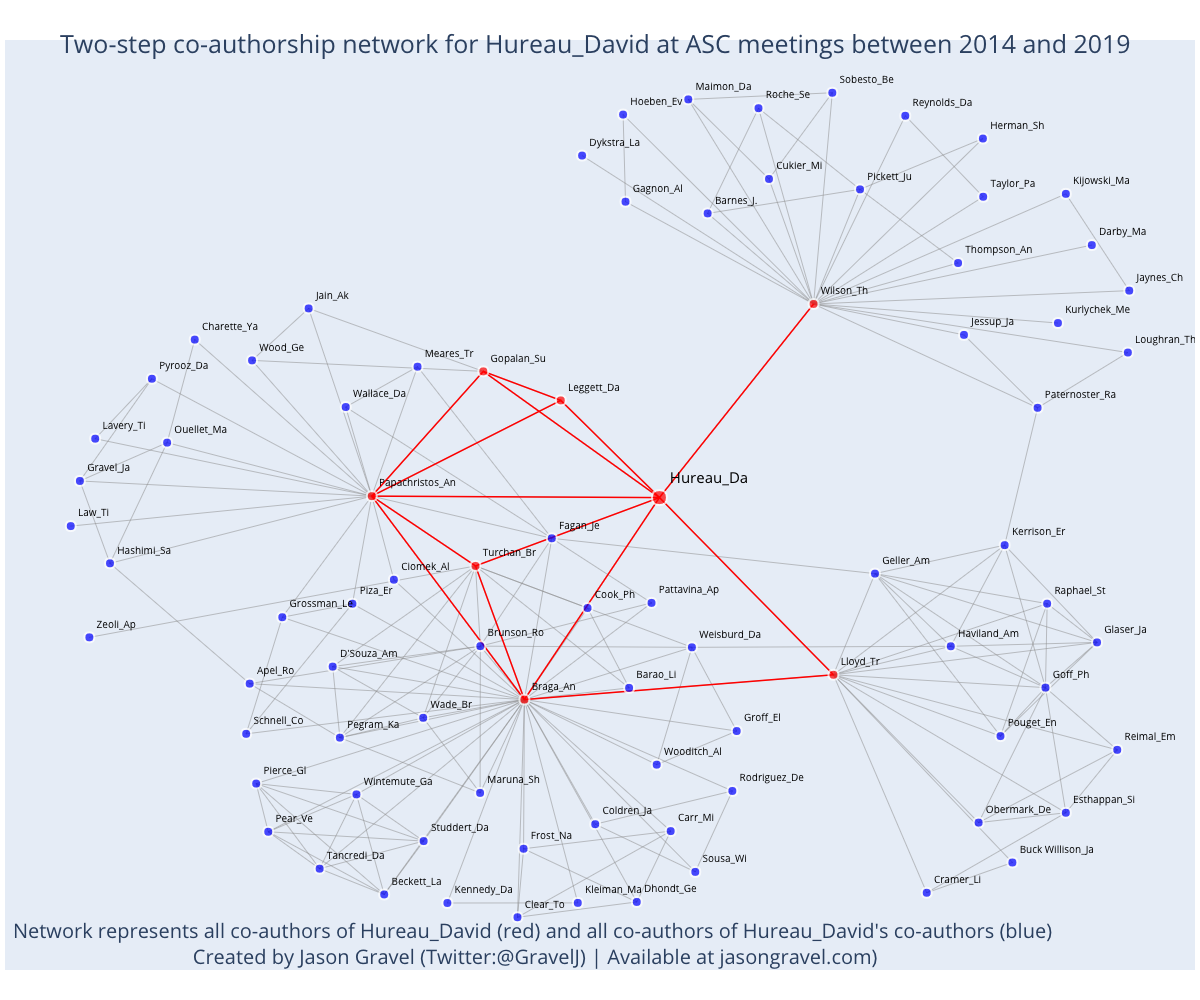 Two-step co-authorship network for Hureau_David at ASC meetings between 2014 and 2019
Sobesto_Be
Maimon_Da
Roche_Se
Hoeben_Ev
Reynolds_Da
Herman_Sh
Dykstra_La
Cukier_Mi
Pickett_Ju
Kijowski_Ma
Taylor_Pa
Gagnon_Al
Barnes_J.
Darby_Ma
Thompson_An
Jaynes_Ch
Wilson_Th
Jain_Ak
Kurlychek_Me
Jessup_Ja
Charette_Ya
Loughran_Th
Wood_Ge
Meares_Tr
Gopalan_Su
Pyrooz_Da
Leggett_Da
Wallace_Da
Paternoster_Ra
Lavery_Ti
Ouellet_Ma
Gravel_Ja
Hureau_Da
Papachristos_An
Law_Ti
Fagan_Je
Kerrison_Er
Hashimi_Sa
Turchan_Br
Geller_Am
Ciomek_Al
Piza_Er
Pattavina_Ap
Raphael_St
Cook_Ph
Grossman_Le
Zeoli_Ap
Brunson_Ro
Weisburd_Da
Haviland_Am
Glaser_Ja
D'Souza_Am
Lloyd_Tr
Apel_Ro
Barao_Li
Braga_An
Goff_Ph
Wade_Br
Schnell_Co
Pegram_Ka
Groff_El
Pouget_En
Reimal_Em
Wooditch_Al
Pierce_Gl
Wintemute_Ga
Maruna_Sh
Rodriguez_De
Esthappan_Si
Obermark_De
Coldren_Ja
Carr_Mi
Pear_Ve
Studdert_Da
Frost_Na
Buck Willison_Ja
Tancredi_Da
Sousa_Wi
Cramer_Li
Beckett_La
Kennedy_Da
Kleiman_Ma
Dhondt_Ge
Clear_To
Network represents all co-authors of Hureau_David (red) and all co-authors of Hureau_David's co-authors (blue)
Created by Jason Gravel (Twitter:@GravelJ) | Available at jasongravel.com)